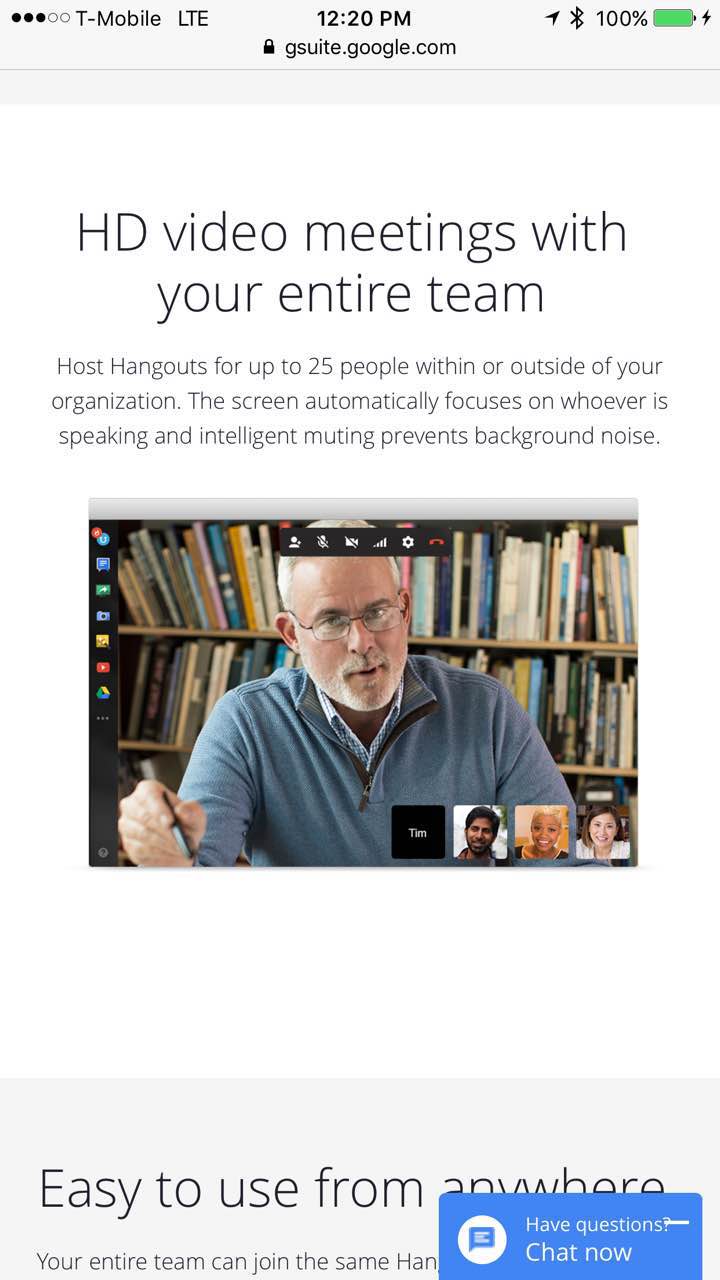 T-Mobile LTE 12:20 PM 100%
gsuite.google.com
HD video meetings with
your entire team
Host Hangouts for up to 25 people within or outside of your
organization. The screen automatically focuses on whoever is
speaking and intelligent muting prevents background noise.
Tim
Easy to use from anywhere
Your entire team can join the same Han
Have questions?
Chat now